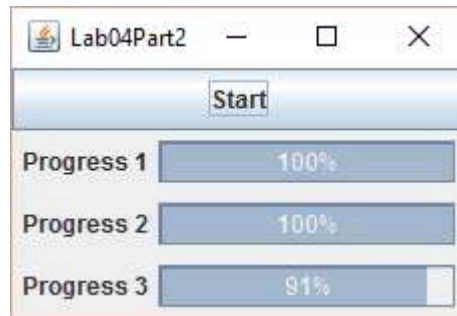 Lab04Part2
Start
Progress 1 100%
Progress 2 100%
Progress 3 91%